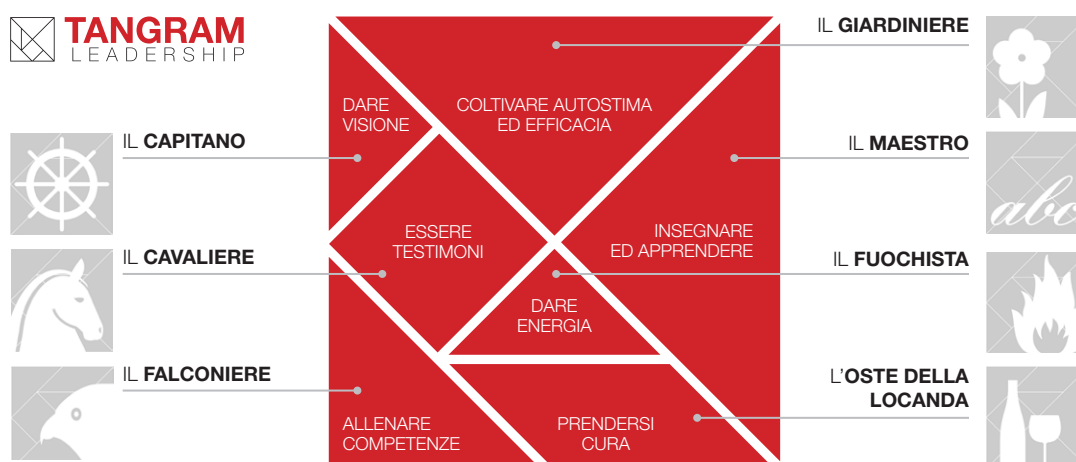 TANGRAM
LEADERSHIP
IL CAPITANO
IL CAVALIERE
IL FALCONIERE
DARE
VISIONE
COLTIVARE AUTOSTIMA
ED EFFICACIA
ESSERE
TESTIMONI
INSEGNARE
ED APPRENDERE
DARE
ENERGIA
ALLENARE
COMPETENZE
PRENDERSI
CURA
IL GIARDINIERE
IL MAESTRO
abc
IL FUOCHISTA
L'OSTE DELLA
LOCANDA